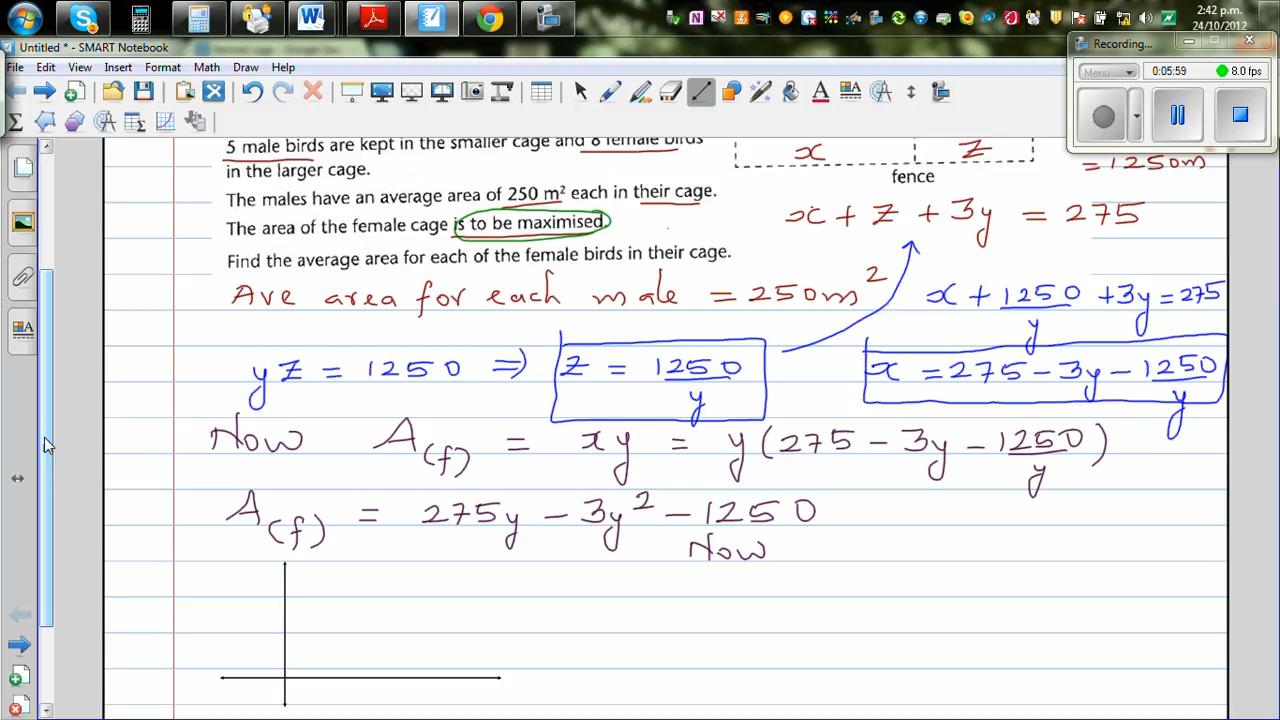 2:42 p.m.
24/10/2012
Untitled * - SMART Notebook
File Edit View Insert Format Math Draw Help
Recording...
Menu
0:05:59 8.0 fps
5 male birds are kept in the smaller cage and 8 female birds
in the larger cage.
The males have an average area of 250 m² each in their cage.
The area of the female cage is to be maximised.
Find the average area for each of the female birds in their cage.
x z
fence
= 1250m
x + z + 3y = 275
Ave area for each male = 250m²
x + 1250/y + 3y = 275
yz = 1250 ⇒ z = 1250/y
x = 275 - 3y - 1250/y
Now A(f) = xy = y(275 - 3y - 1250/y)
A(f) = 275y - 3y² - 1250
Now